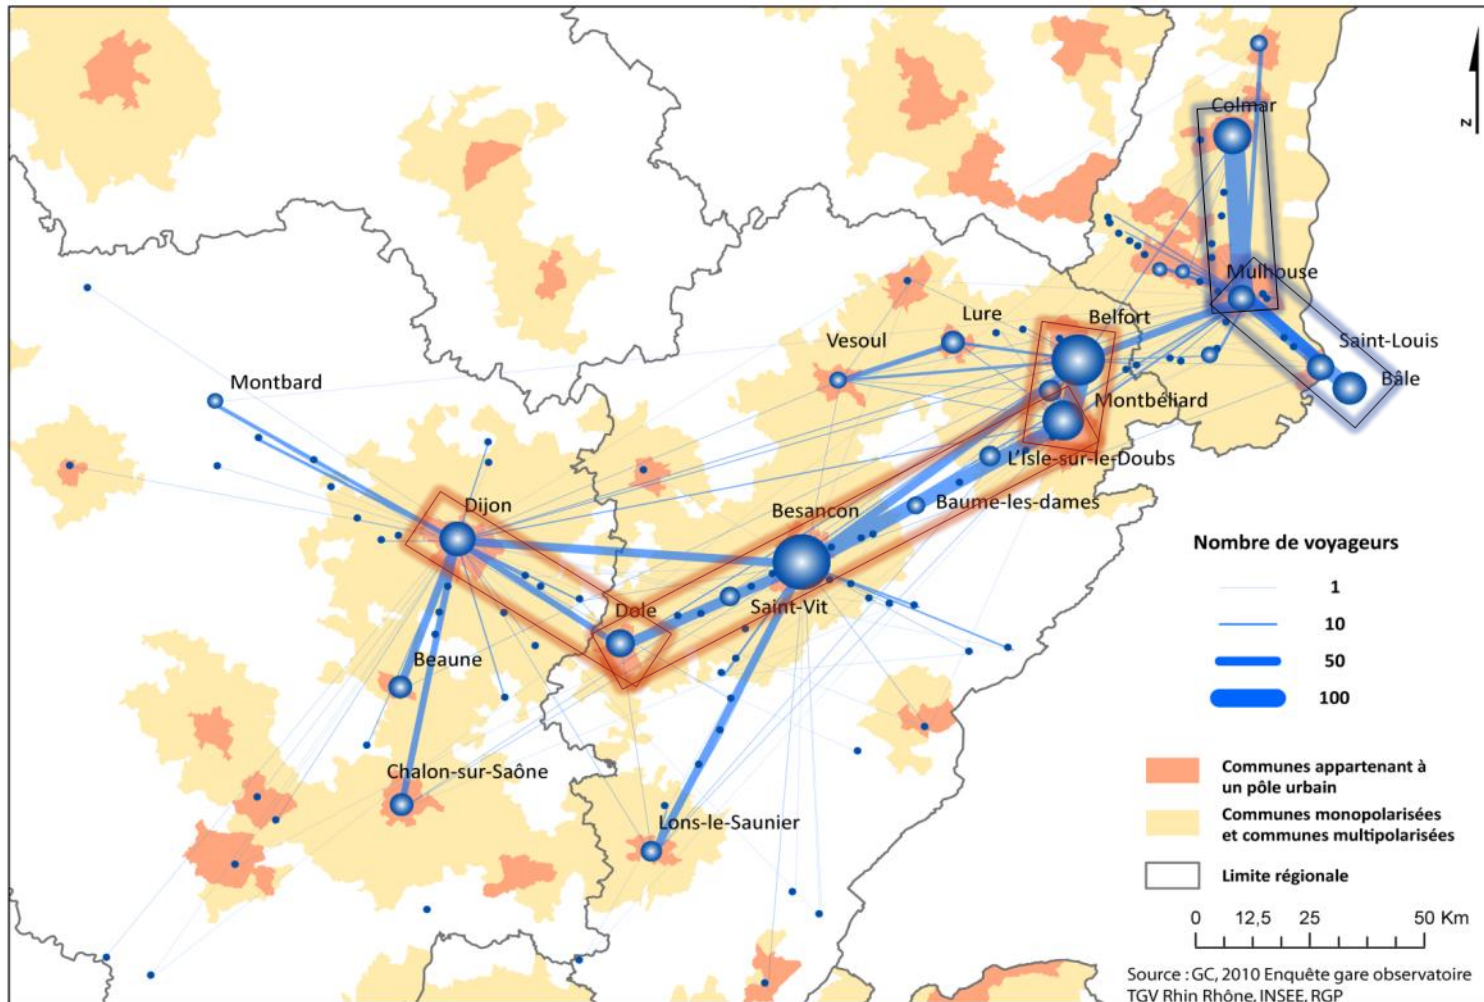 Colmar
Mulhouse
Saint-Louis
Bâle
Belfort
Lure
Vesoul
Montbéliard
L'Isle-sur-le-Doubs
Baume-les-dames
Montbard
Dijon
Besancon
Dole
Saint-Vit
Beaune
Chalon-sur-Saône
Lons-le-Saunier
N
Nombre de voyageurs
1
10
50
100
Communes appartenant à
un pôle urbain
Communes monopolarisées
et communes multipolarisées
Limite régionale
0 12,5 25 50 Km
Source : GC, 2010 Enquête gare observatoire
TGV Rhin Rhône, INSEE, RGP